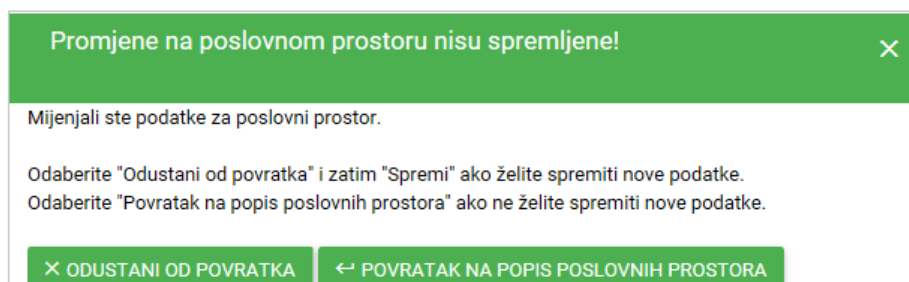 Promjene na poslovnom prostoru nisu spremljene!
Mijenjali ste podatke za poslovni prostor.
Odaberite "Odustani od povratka" i zatim "Spremi" ako želite spremiti nove podatke.
Odaberite "Povratak na popis poslovnih prostora" ako ne želite spremiti nove podatke.
ODUSTANI OD POVRATKA
POVRATAK NA POPIS POSLOVNIH PROSTORA